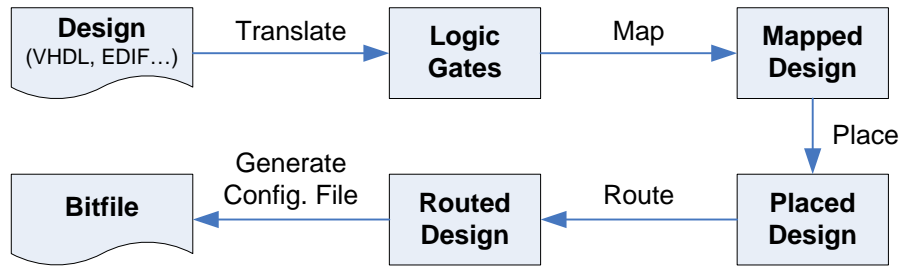 Design
(VHDL, EDIF…)
Translate
Logic
Gates
Map
Mapped
Design
Place
Placed
Design
Route
Routed
Design
Generate
Config. File
Bitfile